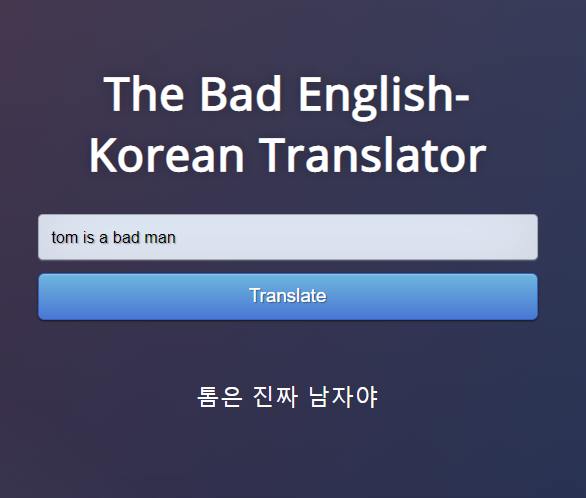 The Bad English-
Korean Translator
tom is a bad man
Translate
톰은 진짜 남자야